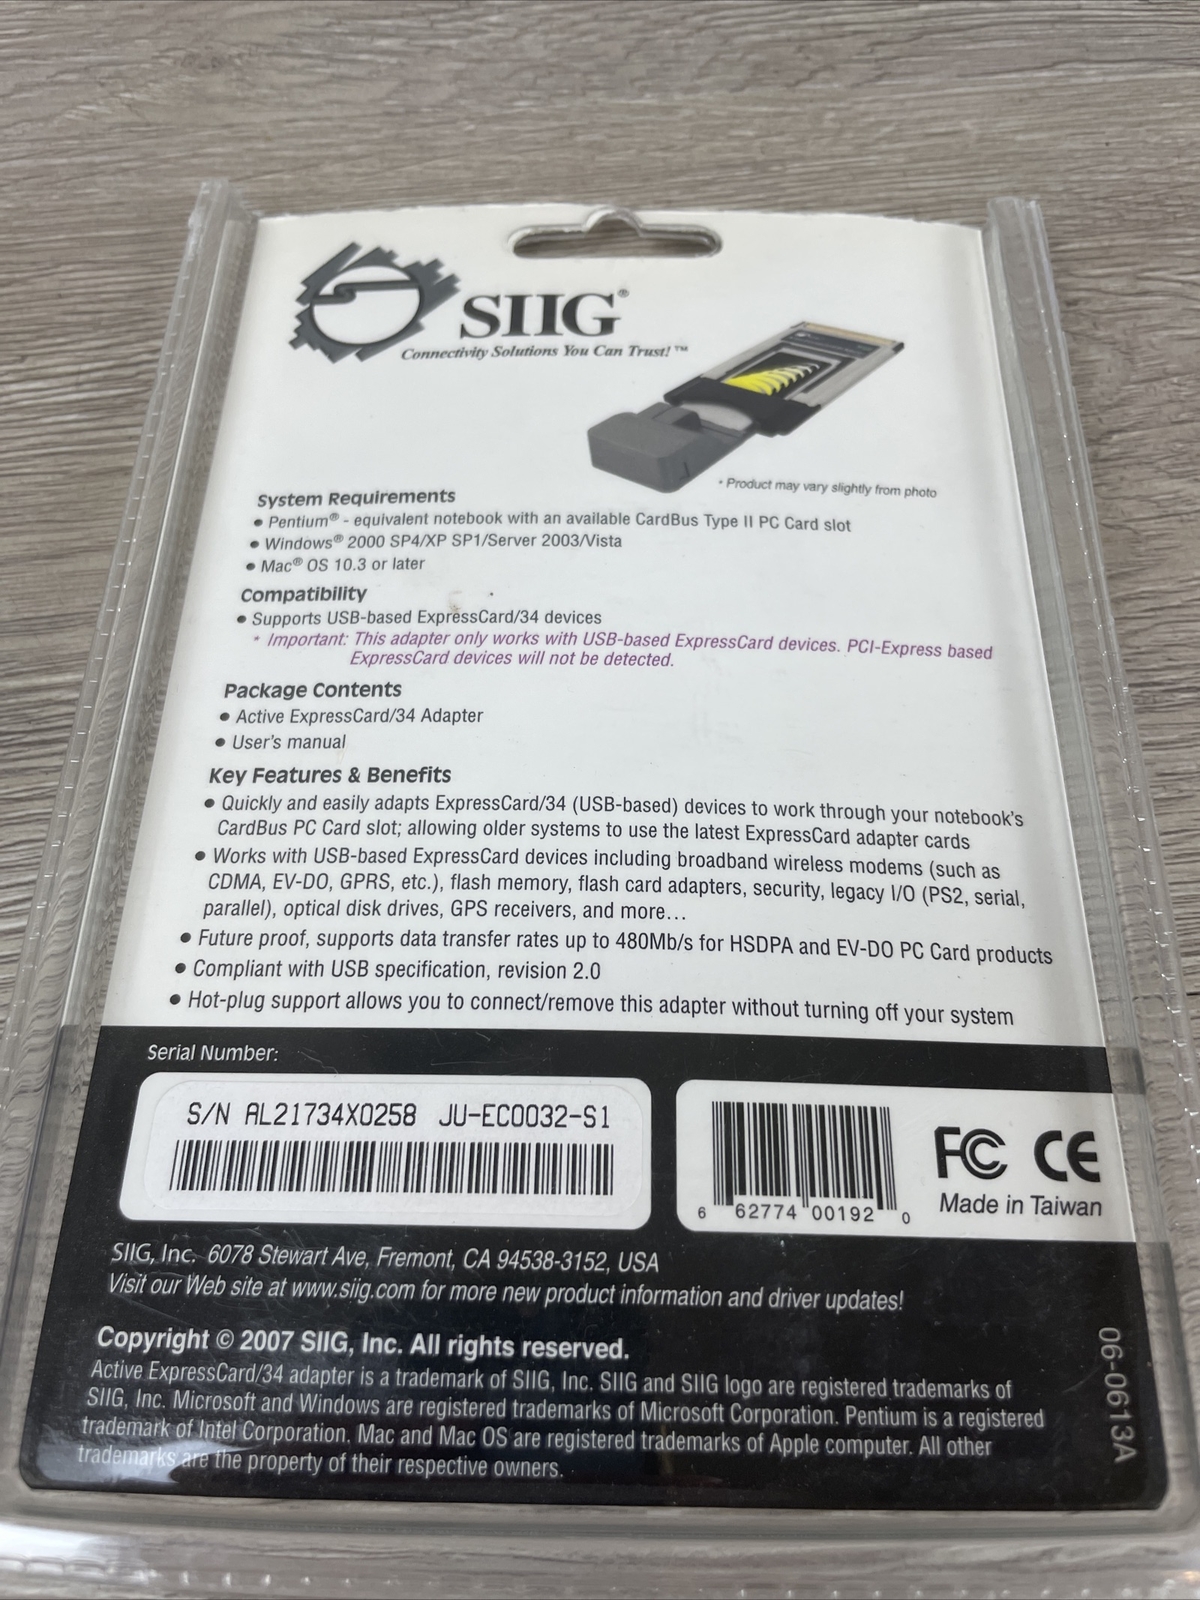 SIIG®
Connectivity Solutions You Can Trust!™
* Product may vary slightly from photo
System Requirements
● Pentium® - equivalent notebook with an available CardBus Type II PC Card slot
● Windows® 2000 SP4/XP SP1/Server 2003/Vista
● Mac® OS 10.3 or later
Compatibility
● Supports USB-based ExpressCard/34 devices
* Important: This adapter only works with USB-based ExpressCard devices. PCI-Express based
ExpressCard devices will not be detected.
Package Contents
● Active ExpressCard/34 Adapter
● User's manual
Key Features & Benefits
● Quickly and easily adapts ExpressCard/34 (USB-based) devices to work through your notebook's
CardBus PC Card slot; allowing older systems to use the latest ExpressCard adapter cards
● Works with USB-based ExpressCard devices including broadband wireless modems (such as
CDMA, EV-DO, GPRS, etc.), flash memory, flash card adapters, security, legacy I/O (PS2, serial,
parallel), optical disk drives, GPS receivers, and more...
● Future proof, supports data transfer rates up to 480Mb/s for HSDPA and EV-DO PC Card products
● Compliant with USB specification, revision 2.0
● Hot-plug support allows you to connect/remove this adapter without turning off your system
Serial Number:
S/N AL21734X0258 JU-EC0032-S1
6 62774 00192 0
FC CE
Made in Taiwan
SIIG, Inc. 6078 Stewart Ave, Fremont, CA 94538-3152, USA
Visit our Web site at www.siig.com for more new product information and driver updates!
Copyright © 2007 SIIG, Inc. All rights reserved.
Active ExpressCard/34 adapter is a trademark of SIIG, Inc. SIIG and SIIG logo are registered trademarks of
SIIG, Inc. Microsoft and Windows are registered trademarks of Microsoft Corporation. Pentium is a registered
trademark of Intel Corporation. Mac and Mac OS are registered trademarks of Apple computer. All other
trademarks are the property of their respective owners.
06-0613A